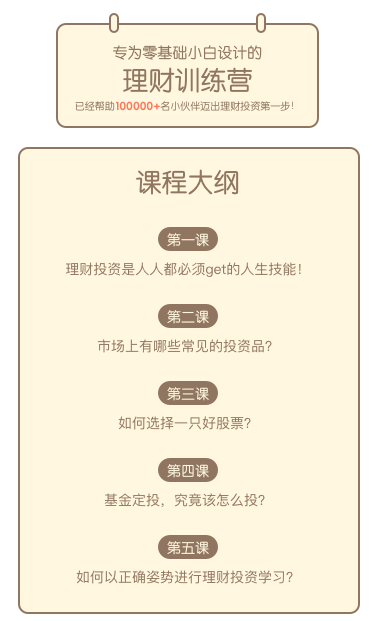 专为零基础小白设计的
理财训练营
已经帮助100000+名小伙伴迈出理财投资第一步!
课程大纲
第一课
理财投资是人人都必须get的人生技能!
第二课
市场上有哪些常见的投资品?
第三课
如何选择一只好股票?
第四课
基金定投，究竟该怎么投?
第五课
如何以正确姿势进行理财投资学习?